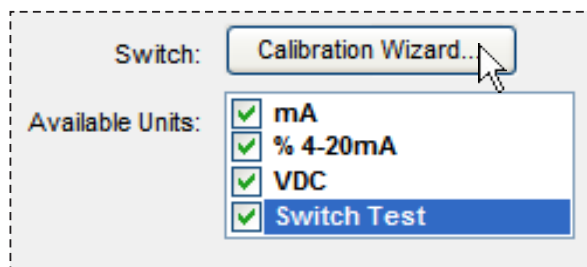 Switch: Calibration Wizard...
Available Units:
mA
% 4-20mA
VDC
Switch Test